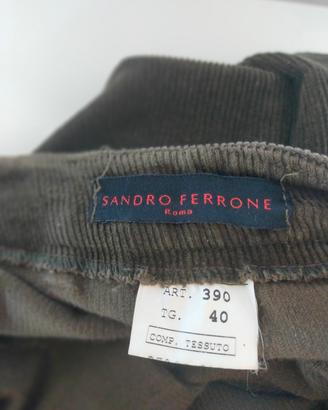 SANDRO FERRONE
Roma
ART. 390
TG. 40
COMP. TESSUTO